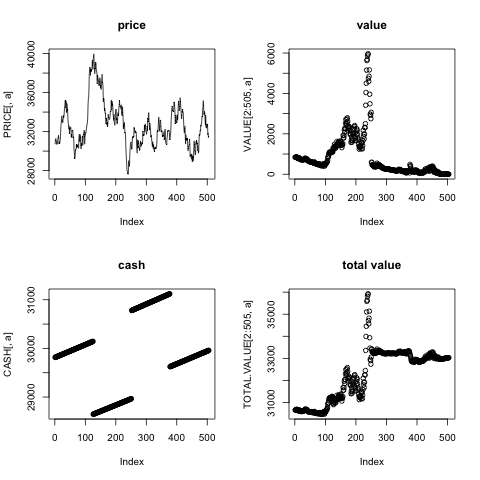 price
PRICE[, a]
28000 32000 36000 40000
0 100 200 300 400 500
Index
value
VALUE[2:505, a]
0 2000 4000 6000
0 100 200 300 400 500
Index
cash
CASH[, a]
29000 30000 31000
0 100 200 300 400 500
Index
total value
TOTAL.VALUE[2:505, a]
31000 33000 35000
0 100 200 300 400 500
Index